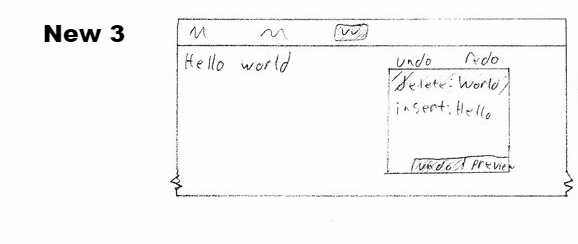 New 3
Hello world
undo redo
Delete: World
insert: Hello
Undo Preview